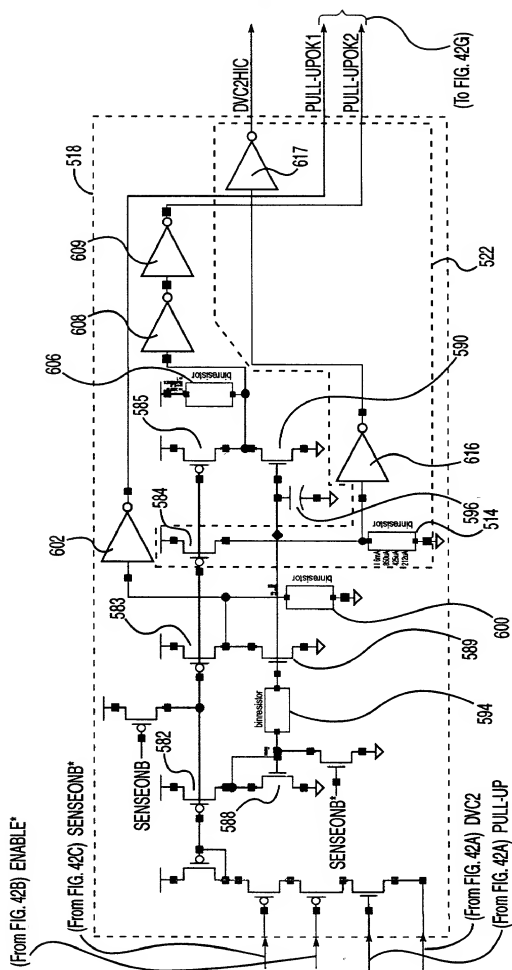 518
DVC2HIC
PULL-UPOK1
PULL-UPOK2
(To FIG. 42G)
617
609
608
606
binresistor
585
590
522
616
596
584
binresistor
514
602
583
binresistor
600
589
binresistor
594
SENSEONB
582
588
SENSEONB*
(From FIG. 42B) ENABLE*
(From FIG. 42C) SENSEONB*
(From FIG. 42A) DVC2
(From FIG. 42A) PULL-UP